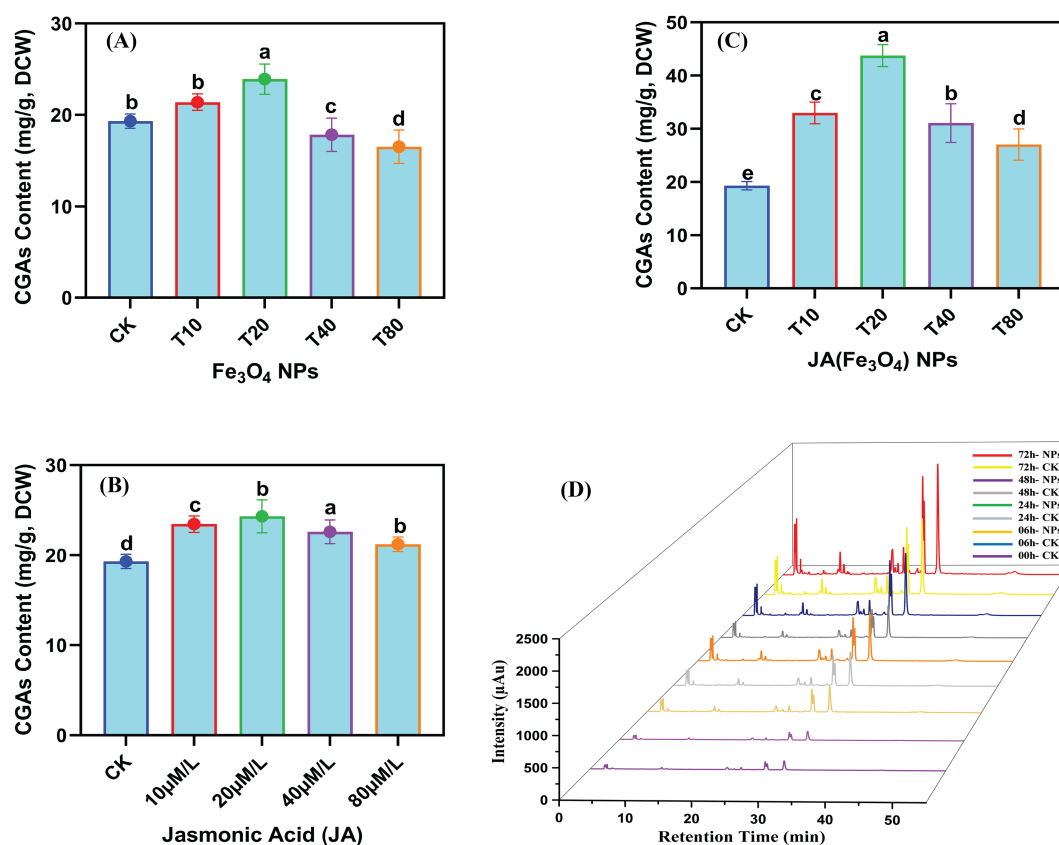 (A)
CGAs Content (mg/g, DCW)
30
20
10
0
b
b
a
c
d
CK
T10
T20
T40
T80
Fe₃O₄ NPs
(C)
CGAs Content (mg/g, DCW)
50
40
30
20
10
0
e
c
a
b
d
CK
T10
T20
T40
T80
JA(Fe₃O₄) NPs
(B)
CGAs Content (mg/g, DCW)
30
20
10
0
d
c
b
a
b
CK
10μM/L
20μM/L
40μM/L
80μM/L
Jasmonic Acid (JA)
(D)
72h- NPs
72h- CK
48h- NPs
48h- CK
24h- NPs
24h- CK
06h- NPs
06h- CK
00h- CK
Intensity (μAu)
2500
2000
1500
1000
500
0
0
10
20
30
40
50
Retention Time (min)